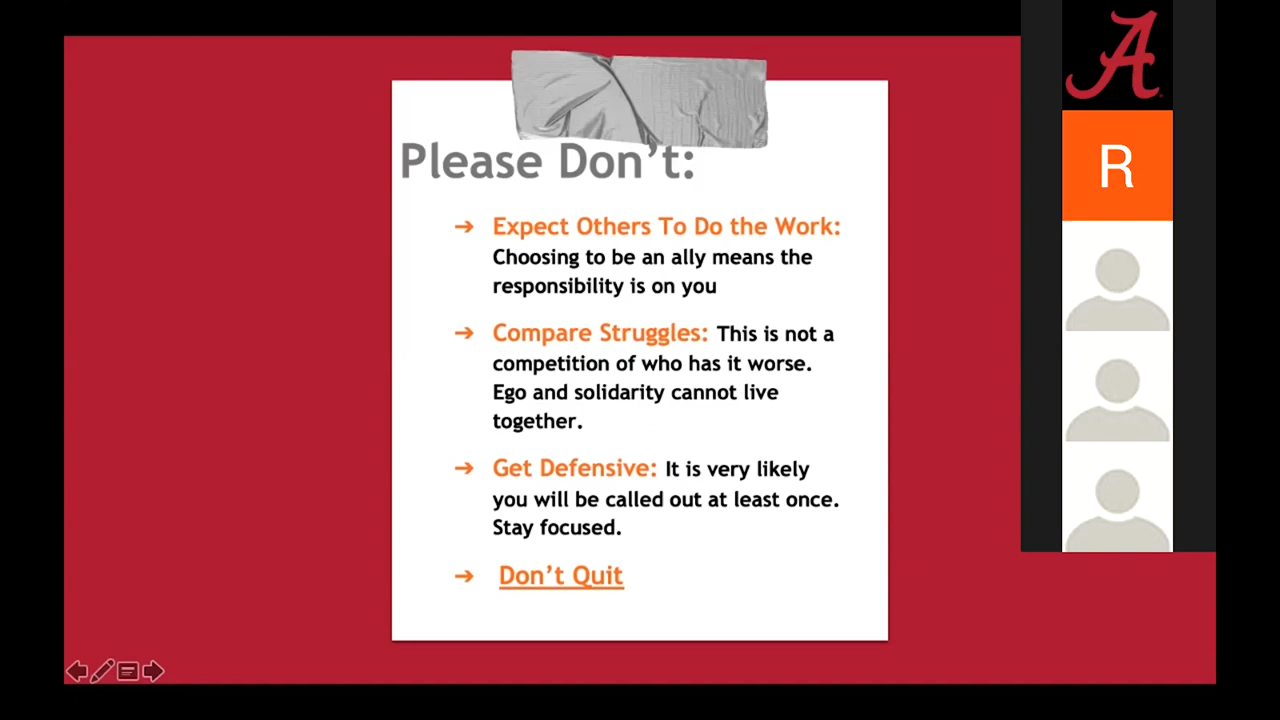 Please Don't:
➔ Expect Others To Do the Work:
Choosing to be an ally means the
responsibility is on you
➔ Compare Struggles: This is not a
competition of who has it worse.
Ego and solidarity cannot live
together.
➔ Get Defensive: It is very likely
you will be called out at least once.
Stay focused.
➔ Don't Quit
A
R